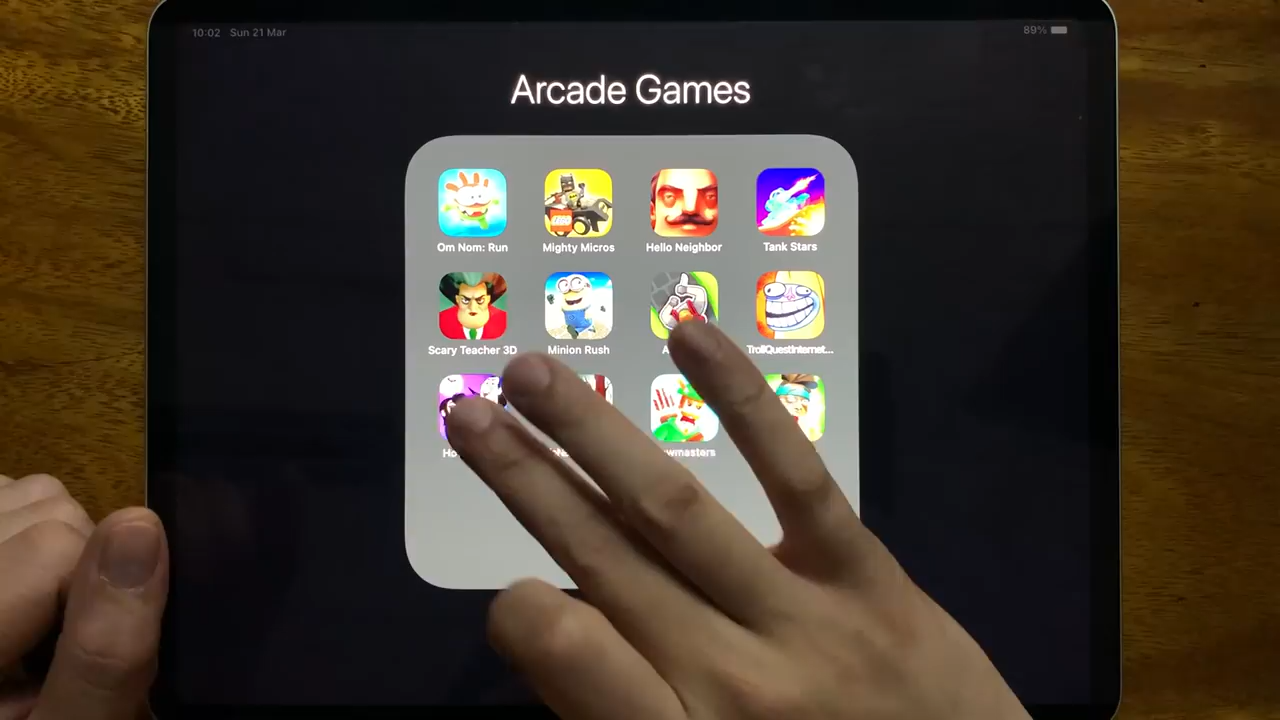 10:02 Sun 21 Mar
89%
Arcade Games
Om Nom: Run
Mighty Micros
Hello Neighbor
Tank Stars
Scary Teacher 3D
Minion Rush
TrollQuestInternet...
LEGO